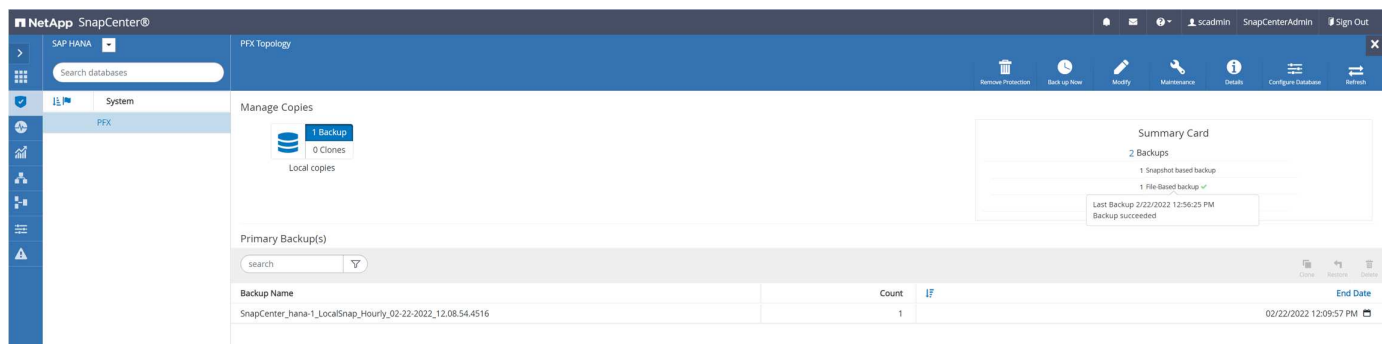 NetApp SnapCenter®
scadmin SnapCenterAdmin Sign Out
SAP HANA
PFX Topology
Search databases
Remove Protection Back up Now Modify Maintenance Details Configure Database Refresh
System
PFX
Manage Copies
1 Backup
0 Clones
Local copies
Summary Card
2 Backups
1 Snapshot based backup
1 File-Based backup
Last Backup 2/22/2022 12:56:25 PM
Backup succeeded
Primary Backup(s)
search
Clone Restore Delete
Backup Name Count End Date
SnapCenter_hana-1_LocalSnap_Hourly_02-22-2022_12.08.54.4516 1 02/22/2022 12:09:57 PM